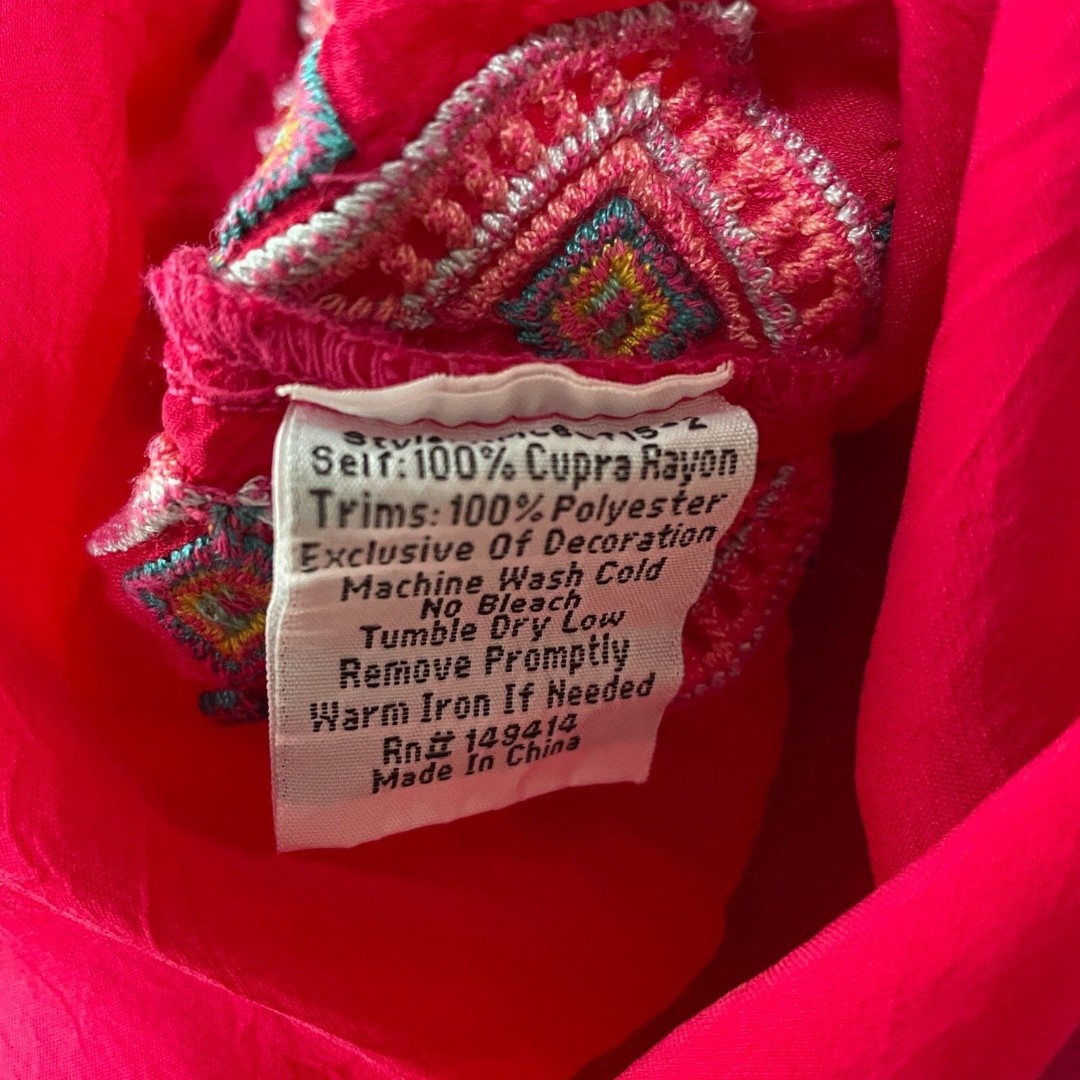 Self: 100% Cupra Rayon
Trims: 100% Polyester
Exclusive Of Decoration
Machine Wash Cold
No Bleach
Tumble Dry Low
Remove Promptly
Warm Iron If Needed
Rn# 149414
Made In China